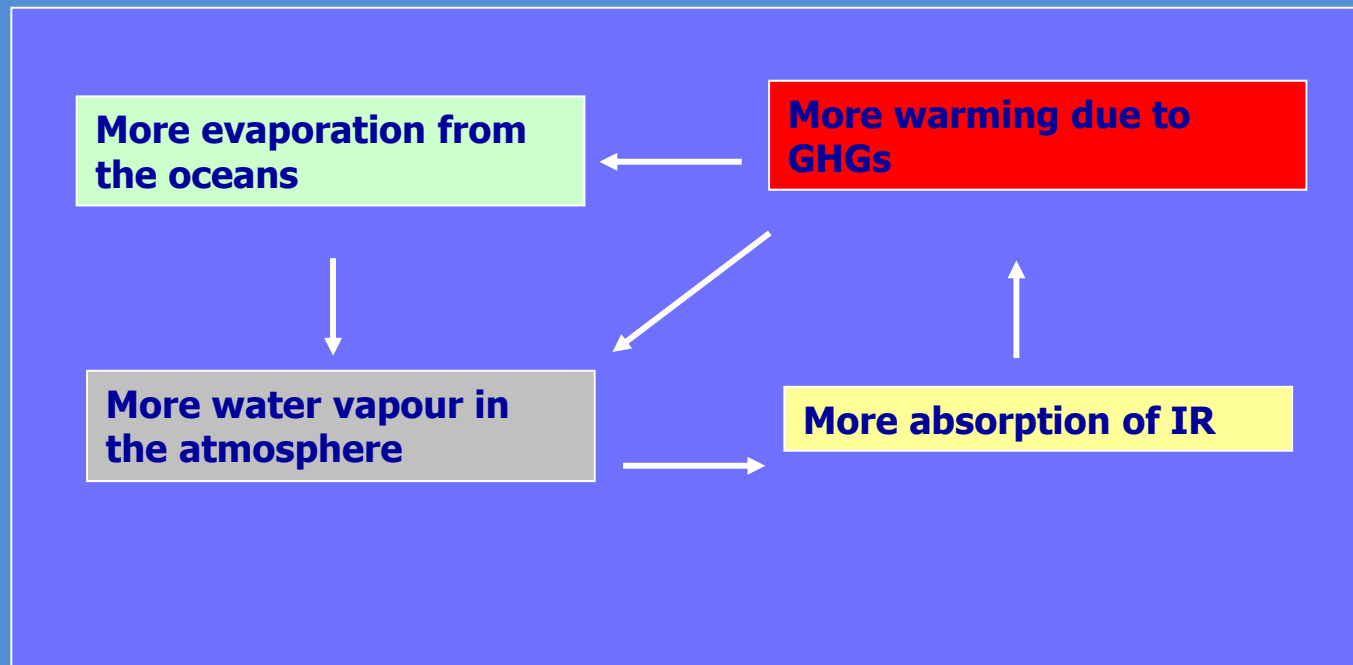 More evaporation from
the oceans
More warming due to
GHGs
More water vapour in
the atmosphere
More absorption of IR